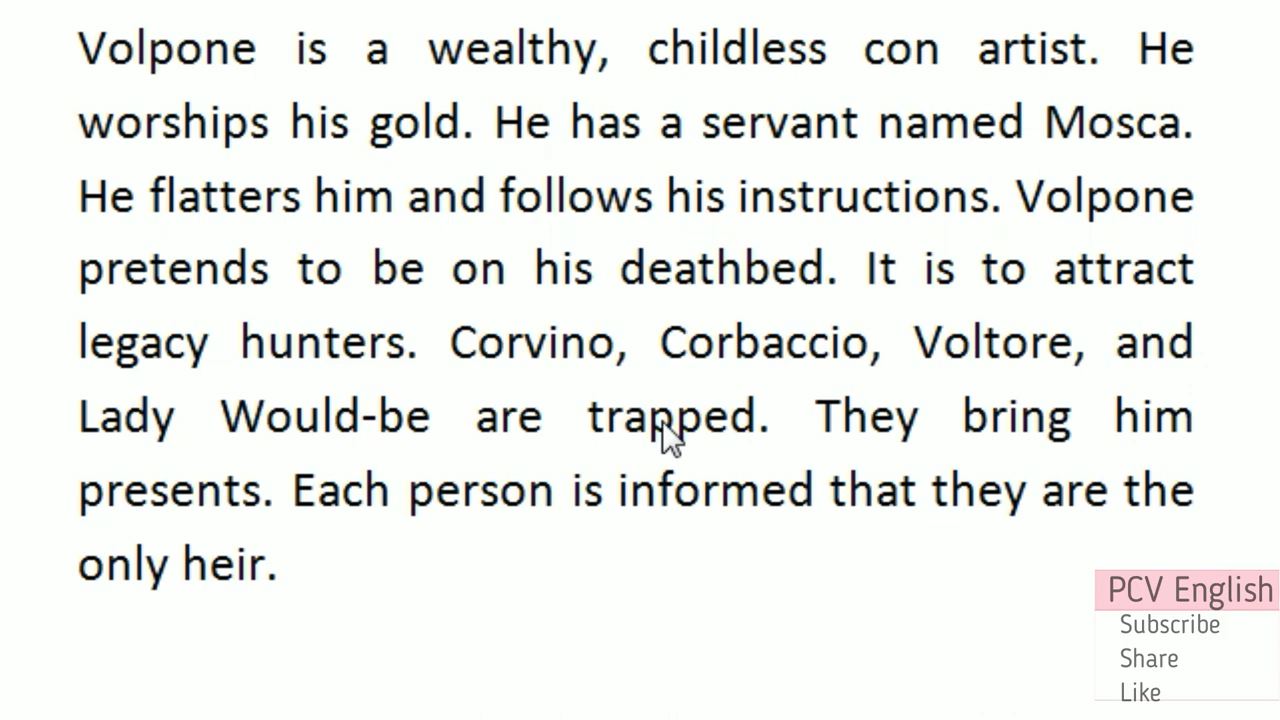 Volpone is a wealthy, childless con artist. He
worships his gold. He has a servant named Mosca.
He flatters him and follows his instructions. Volpone
pretends to be on his deathbed. It is to attract
legacy hunters. Corvino, Corbaccio, Voltore, and
Lady Would-be are trapped. They bring him
presents. Each person is informed that they are the
only heir.
PCV English
Subscribe
Share
Like